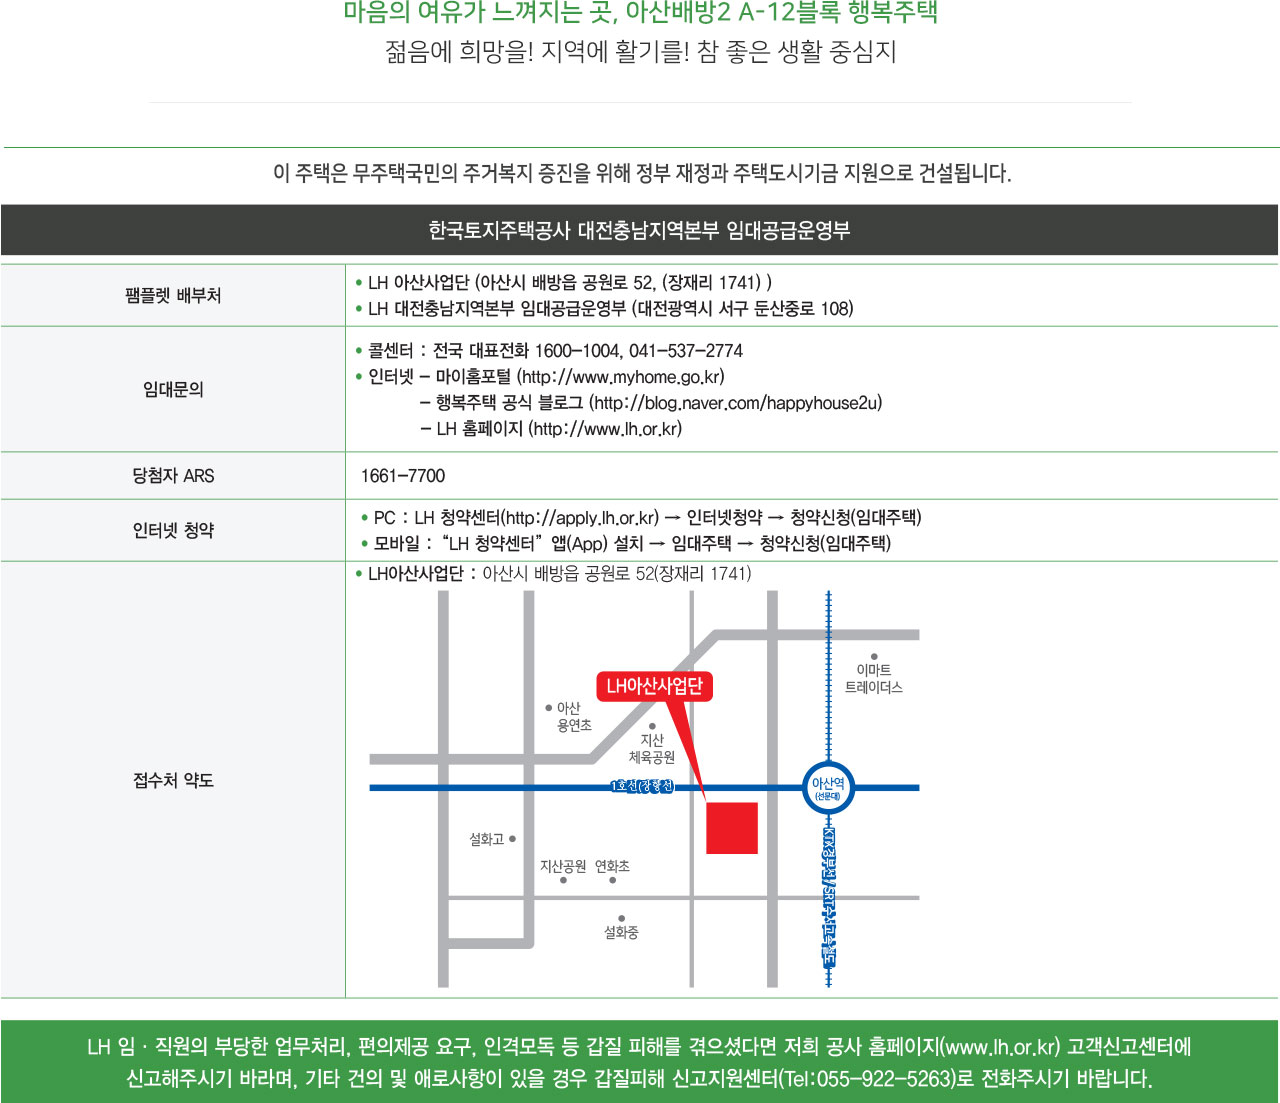 마음의 여유가 느껴지는 곳, 아산배방2 A-12블록 행복주택
젊음에 희망을! 지역에 활기를! 참 좋은 생활 중심지
이 주택은 무주택국민의 주거복지 증진을 위해 정부 재정과 주택도시기금 지원으로 건설됩니다.
한국토지주택공사 대전충남지역본부 임대공급운영부
팸플렛 배부처
• LH 아산사업단 (아산시 배방읍 공원로 52, (장재리 1741) )
• LH 대전충남지역본부 임대공급운영부 (대전광역시 서구 둔산중로 108)
임대문의
• 콜센터 : 전국 대표전화 1600-1004, 041-537-2774
• 인터넷 - 마이홈포털 (http://www.myhome.go.kr)
- 행복주택 공식 블로그 (http://blog.naver.com/happyhouse2u)
- LH 홈페이지 (http://www.lh.or.kr)
당첨자 ARS
1661-7700
인터넷 청약
• PC : LH 청약센터(http://apply.lh.or.kr) → 인터넷청약 → 청약신청(임대주택)
• 모바일 : “LH 청약센터” 앱(App) 설치 → 임대주택 → 청약신청(임대주택)
접수처 약도
• LH아산사업단 : 아산시 배방읍 공원로 52(장재리 1741)
이마트
트레이더스
LH아산사업단
아산
용연초
지산
체육공원
1호선(장항선)
아산역
(선문대)
설화고
지산공원
연화초
설화중
KTX경부선/SRT수서고속철도
LH 임·직원의 부당한 업무처리, 편의제공 요구, 인격모독 등 갑질 피해를 겪으셨다면 저희 공사 홈페이지(www.lh.or.kr) 고객신고센터에
신고해주시기 바라며, 기타 건의 및 애로사항이 있을 경우 갑질피해 신고지원센터(Tel:055-922-5263)로 전화주시기 바랍니다.